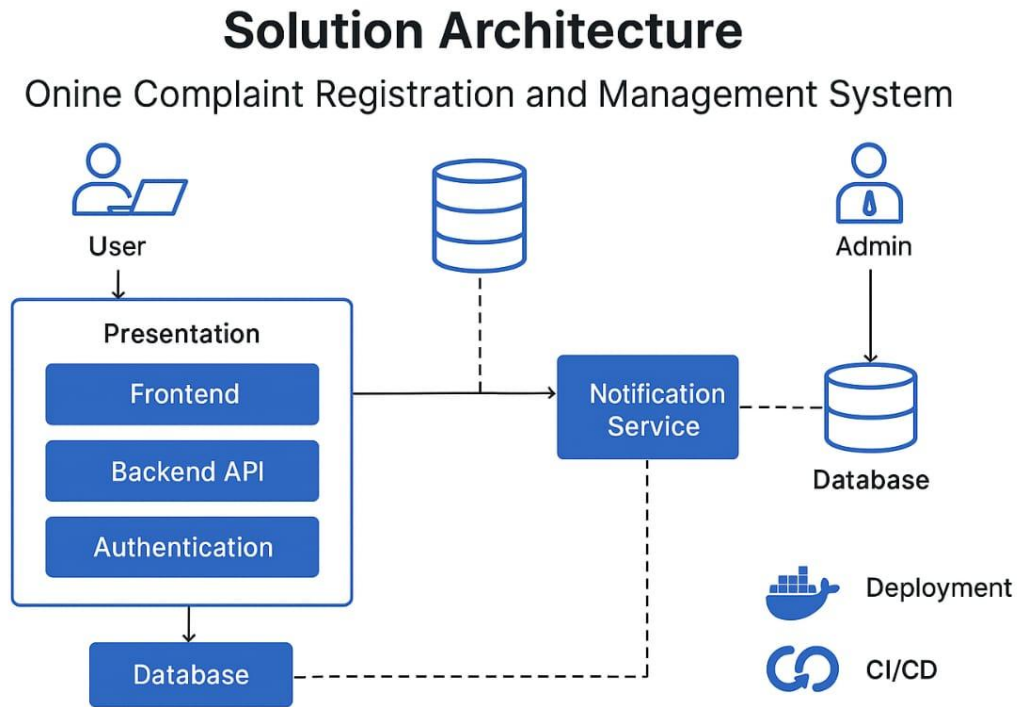 Solution Architecture
Onine Complaint Registration and Management System
User
Admin
Presentation
Frontend
Backend API
Authentication
Database
Notification
Service
Database
Deployment
CI/CD